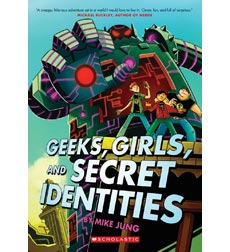 "A snappy, hilarious adventure set in a world I would love to live in. Clever, fun, and full of surprises."
MICHAEL BUCKLEY, AUTHOR OF NERDS
GEEKS, GIRLS,
AND SECRET
IDENTITIES
BY MIKE JUNG
SCHOLASTIC